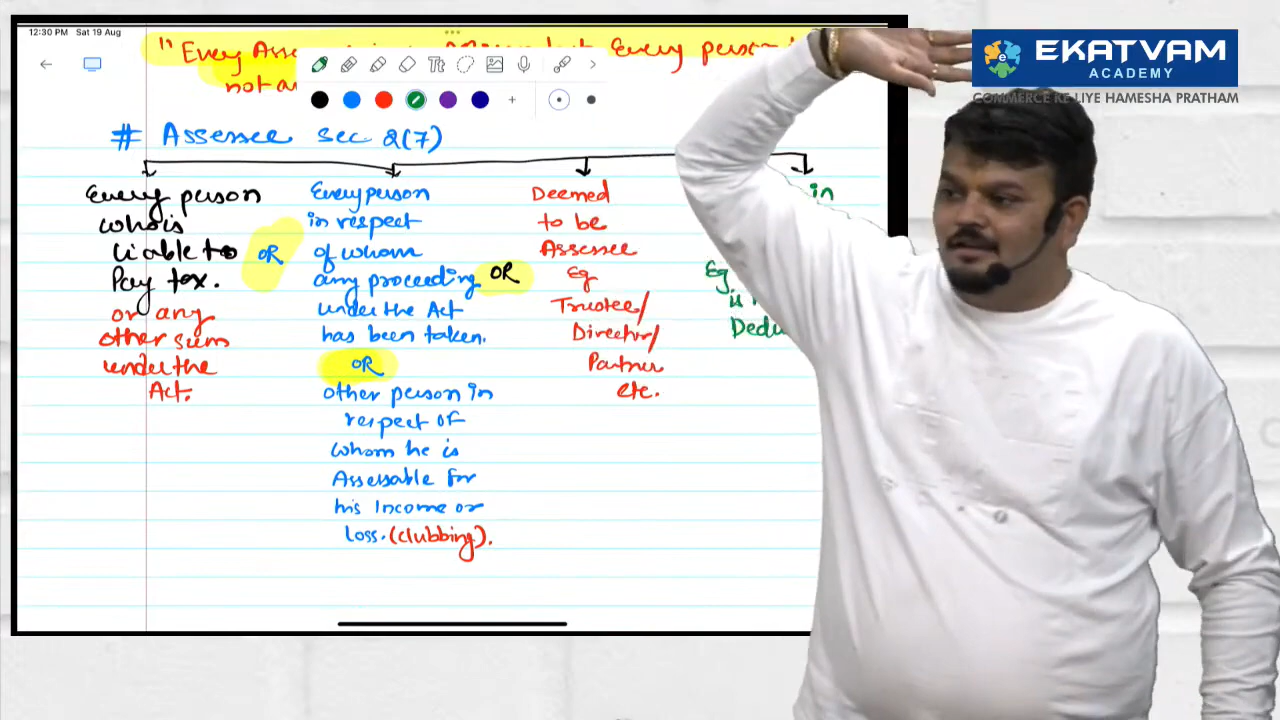 12:30 PM Sat 19 Aug
EKATVAM
ACADEMY
COMMERCE KE LIYE HAMESHA PRATHAM
"Every Asse Every person
not a
# Assessee sec 2(7)
Every person
who is
liable to
Pay tax.
or any
other sum
under the
Act.
OR
Every person
in respect
of whom
any proceeding
under the Act
has been taken.
OR
other person in
respect of
whom he is
Assessable for
his Income or
loss. (clubbing).
OR
Deemed
to be
Assessee
Eg
Trustee/
Director/
Partner
etc.
in
Eg
is
Dedu